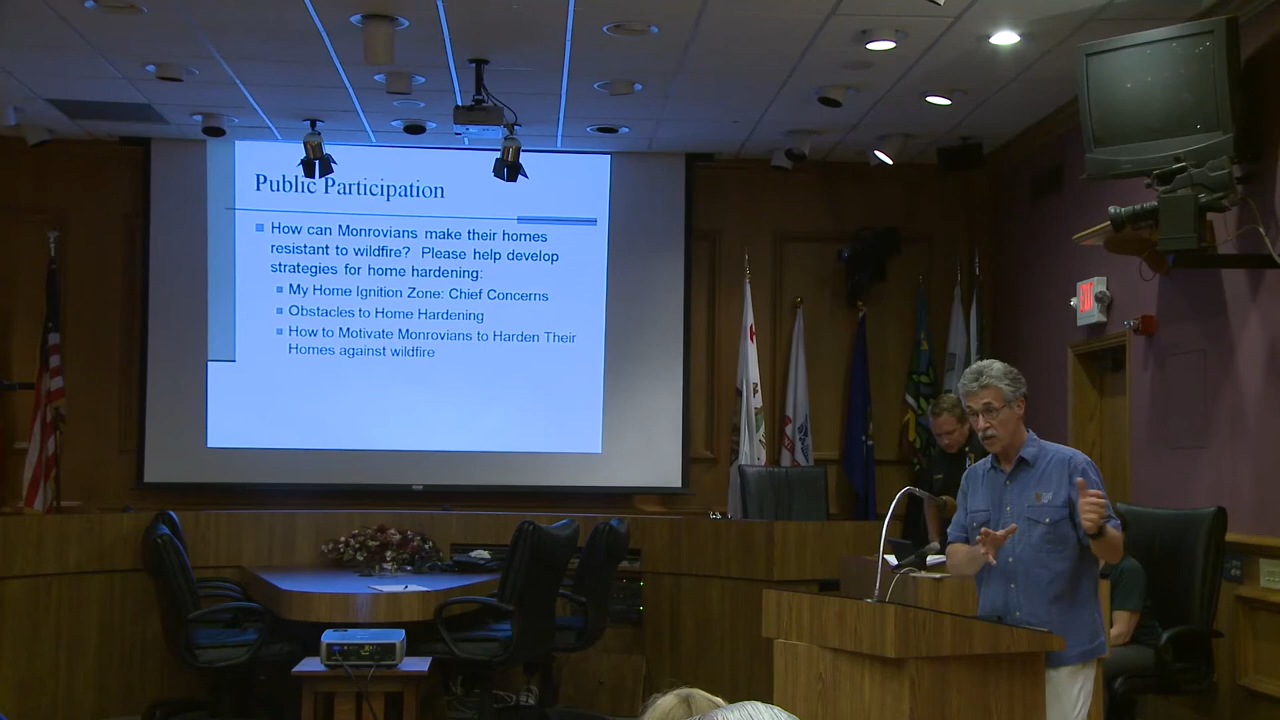 Public Participation
How can Monrovians make their homes
resistant to wildfire? Please help develop
strategies for home hardening:
My Home Ignition Zone: Chief Concerns
Obstacles to Home Hardening
How to Motivate Monrovians to Harden Their
Homes against wildfire
EXIT